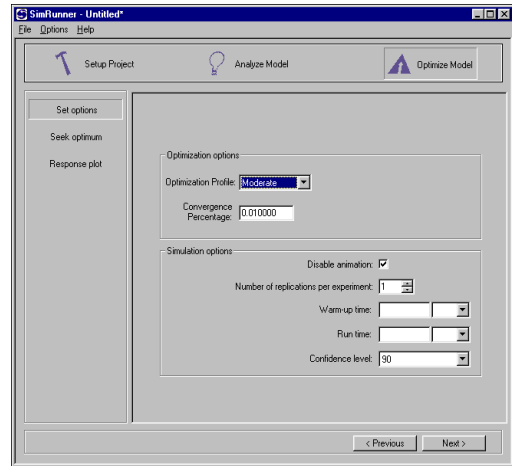 SimRunner - Untitled*
File Options Help
Setup Project Analyze Model Optimize Model
Set options
Seek optimum
Response plot
Optimization options
Optimization Profile: Moderate
Convergence
Percentage: 0.010000
Simulation options
Disable animation:
Number of replications per experiment: 1
Warm-up time:
Run time:
Confidence level: 90
< Previous Next >